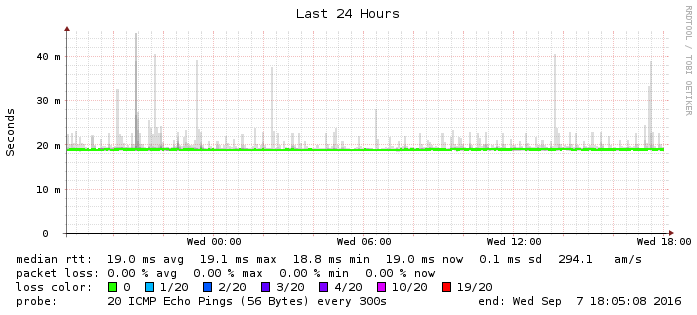 Last 24 Hours
RRDTOOL / TOBI OETIKER
Seconds
40 m
30 m
20 m
10 m
0
Wed 00:00 Wed 06:00 Wed 12:00 Wed 18:00
median rtt: 19.0 ms avg 19.1 ms max 18.8 ms min 19.0 ms now 0.1 ms sd 294.1 am/s
packet loss: 0.00 % avg 0.00 % max 0.00 % min 0.00 % now
loss color: 0 1/20 2/20 3/20 4/20 10/20 19/20
probe: 20 ICMP Echo Pings (56 Bytes) every 300s end: Wed Sep 7 18:05:08 2016